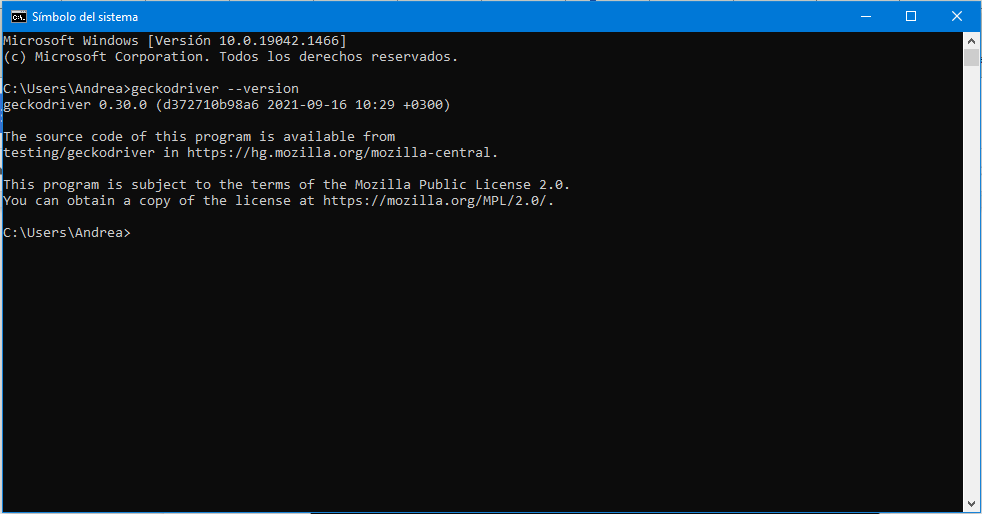 Símbolo del sistema
Microsoft Windows [Versión 10.0.19042.1466]
(c) Microsoft Corporation. Todos los derechos reservados.
C:\Users\Andrea>geckodriver --version
geckodriver 0.30.0 (d372710b98a6 2021-09-16 10:29 +0300)
The source code of this program is available from
testing/geckodriver in https://hg.mozilla.org/mozilla-central.
This program is subject to the terms of the Mozilla Public License 2.0.
You can obtain a copy of the license at https://mozilla.org/MPL/2.0/.
C:\Users\Andrea>